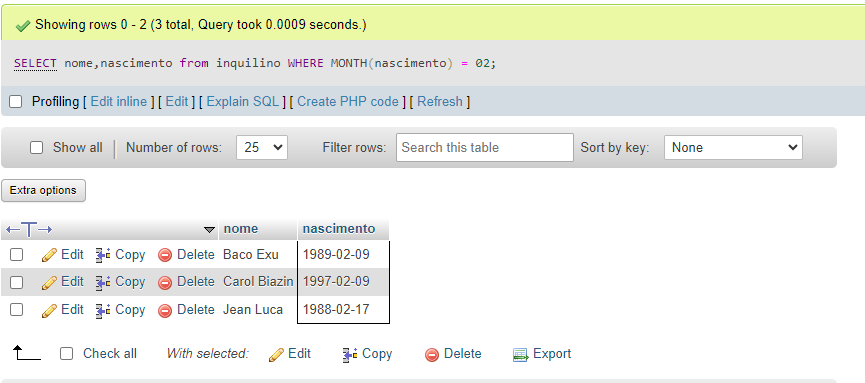 Showing rows 0 - 2 (3 total, Query took 0.0009 seconds.)
SELECT nome,nascimento from inquilino WHERE MONTH(nascimento) = 02;
Profiling [ Edit inline ] [ Edit ] [ Explain SQL ] [ Create PHP code ] [ Refresh ]
Show all Number of rows: 25 Filter rows: Search this table Sort by key: None
Extra options
nome nascimento
Edit Copy Delete Baco Exu 1989-02-09
Edit Copy Delete Carol Biazin 1997-02-09
Edit Copy Delete Jean Luca 1988-02-17
Check all With selected: Edit Copy Delete Export